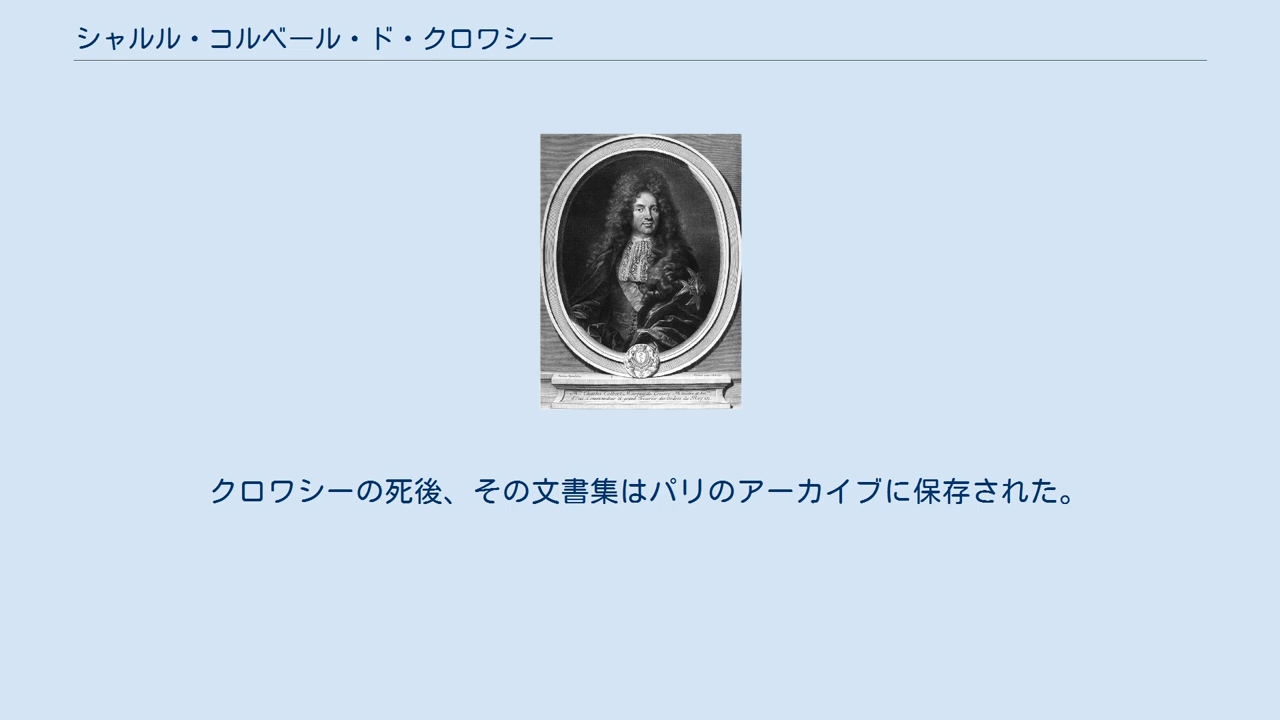 シャルル・コルベール・ド・クロワシー
クロワシーの死後、その文書集はパリのアーカイブに保存された。